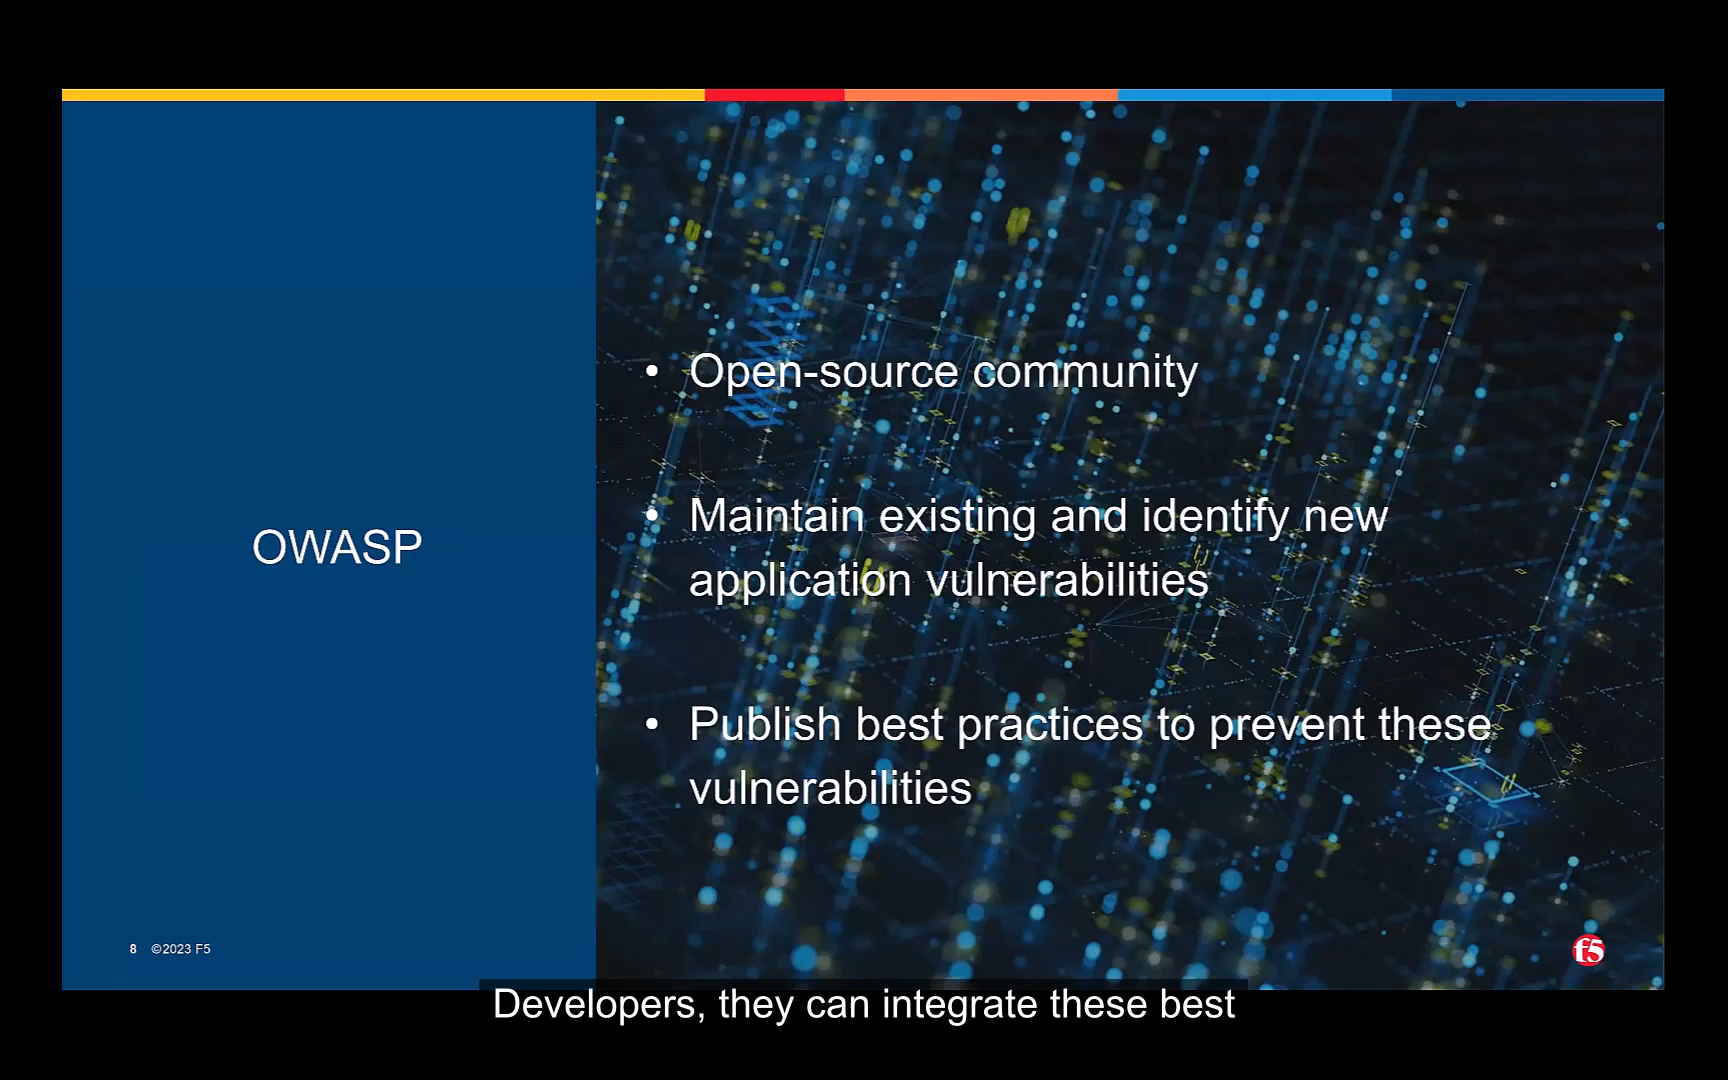 OWASP
• Open-source community
• Maintain existing and identify new
application vulnerabilities
• Publish best practices to prevent these
vulnerabilities
8 ©2023 F5
f5
Developers, they can integrate these best